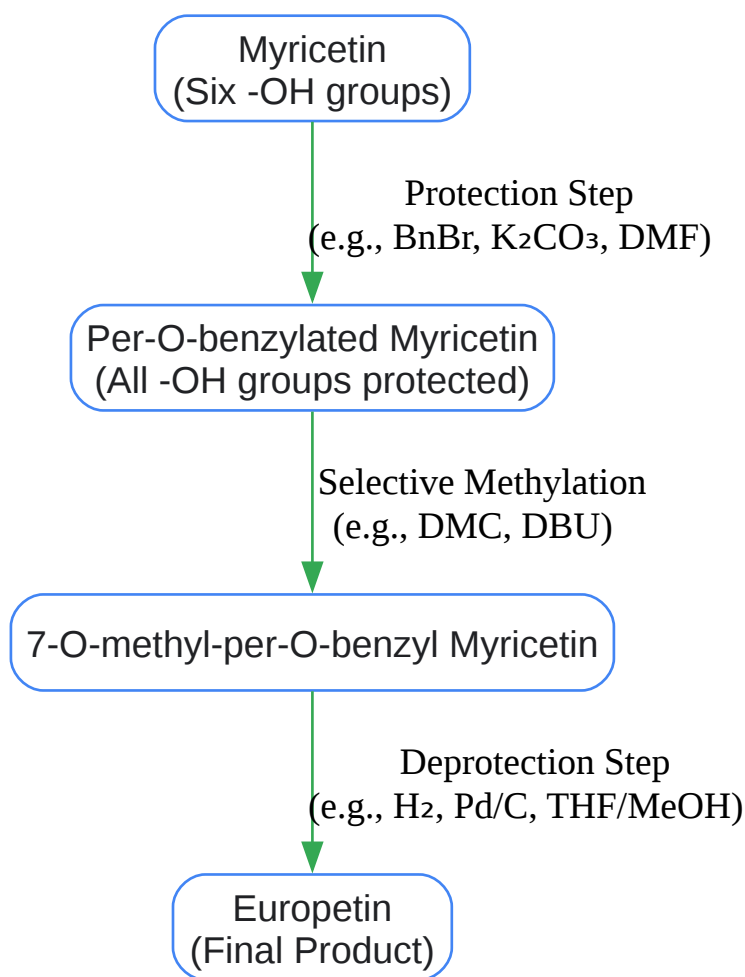 Myricetin
(Six -OH groups)
Protection Step
(e.g., BnBr, K₂CO₃, DMF)
Per-O-benzylated Myricetin
(All -OH groups protected)
Selective Methylation
(e.g., DMC, DBU)
7-O-methyl-per-O-benzyl Myricetin
Deprotection Step
(e.g., H₂, Pd/C, THF/MeOH)
Europetin
(Final Product)